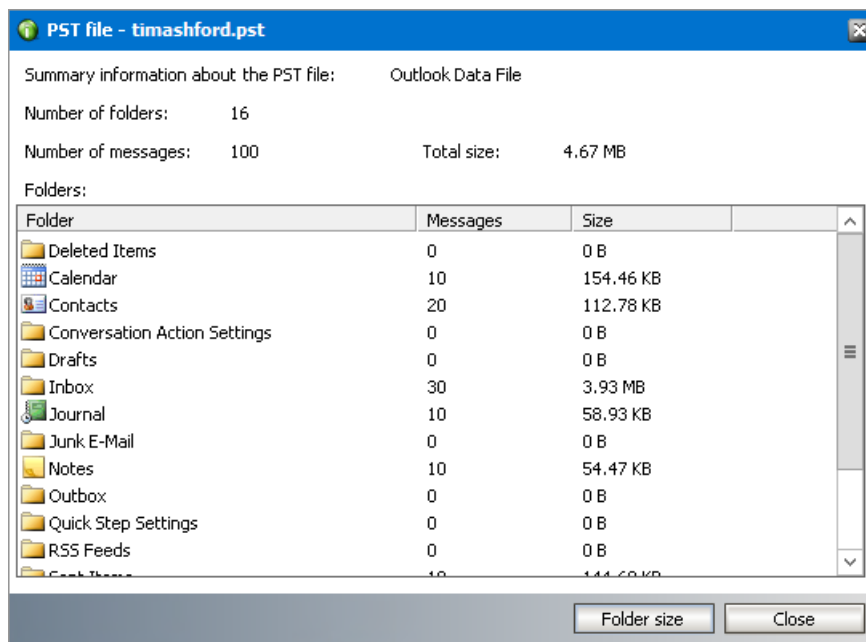 PST file - timashford.pst
Summary information about the PST file: Outlook Data File
Number of folders: 16
Number of messages: 100 Total size: 4.67 MB
Folders:
Folder Messages Size
Deleted Items 0 0 B
Calendar 10 154.46 KB
Contacts 20 112.78 KB
Conversation Action Settings 0 0 B
Drafts 0 0 B
Inbox 30 3.93 MB
Journal 10 58.93 KB
Junk E-Mail 0 0 B
Notes 10 54.47 KB
Outbox 0 0 B
Quick Step Settings 0 0 B
RSS Feeds 0 0 B
Sent Items
Folder size Close